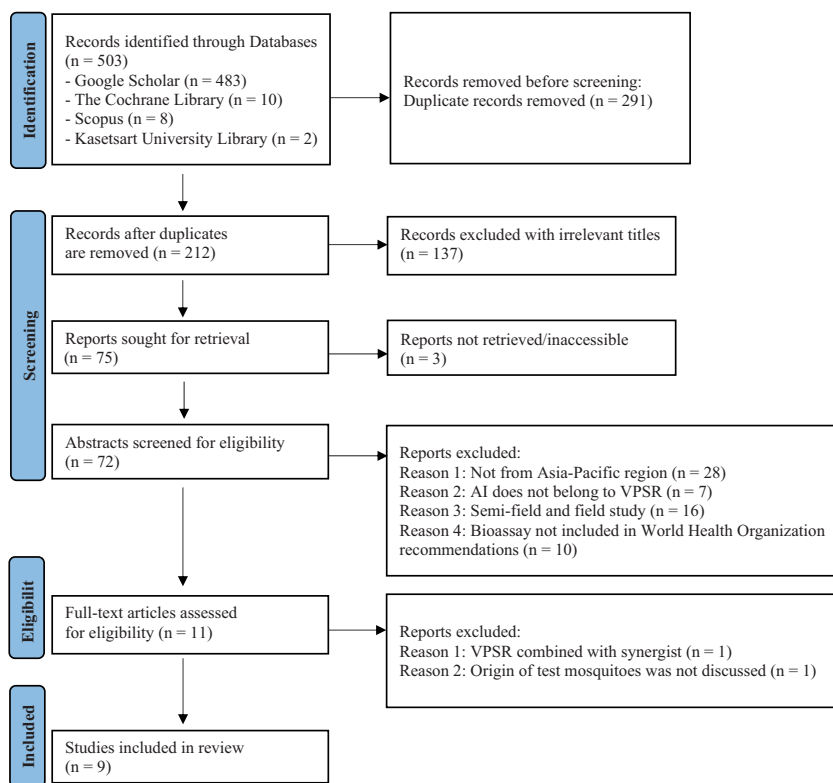 Identification
Records identified through Databases
(n = 503)
- Google Scholar (n = 483)
- The Cochrane Library (n = 10)
- Scopus (n = 8)
- Kasetsart University Library (n = 2)
Records removed before screening:
Duplicate records removed (n = 291)
Screening
Records after duplicates
are removed (n = 212)
Records excluded with irrelevant titles
(n = 137)
Reports sought for retrieval
(n = 75)
Reports not retrieved/inaccessible
(n = 3)
Abstracts screened for eligibility
(n = 72)
Reports excluded:
Reason 1: Not from Asia-Pacific region (n = 28)
Reason 2: AI does not belong to VPSR (n = 7)
Reason 3: Semi-field and field study (n = 16)
Reason 4: Bioassay not included in World Health Organization
recommendations (n = 10)
Eligibilit
Full-text articles assessed
for eligibility (n = 11)
Reports excluded:
Reason 1: VPSR combined with synergist (n = 1)
Reason 2: Origin of test mosquitoes was not discussed (n = 1)
Included
Studies included in review
(n = 9)